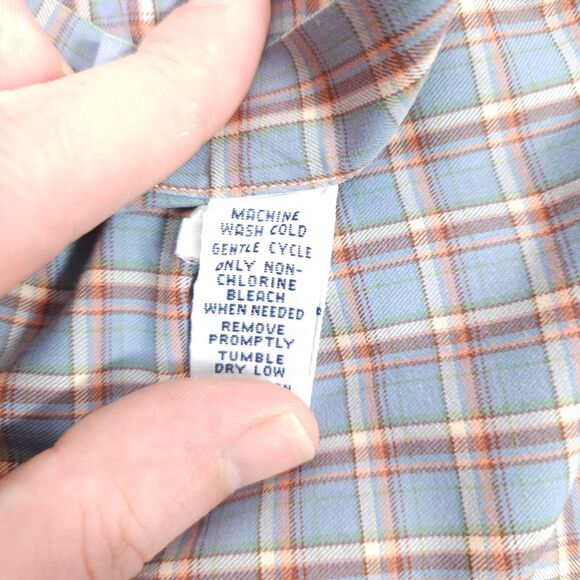 MACHINE
WASH COLD
GENTLE CYCLE
ONLY NON-
CHLORINE
BLEACH
WHEN NEEDED
REMOVE
PROMPTLY
TUMBLE
DRY LOW